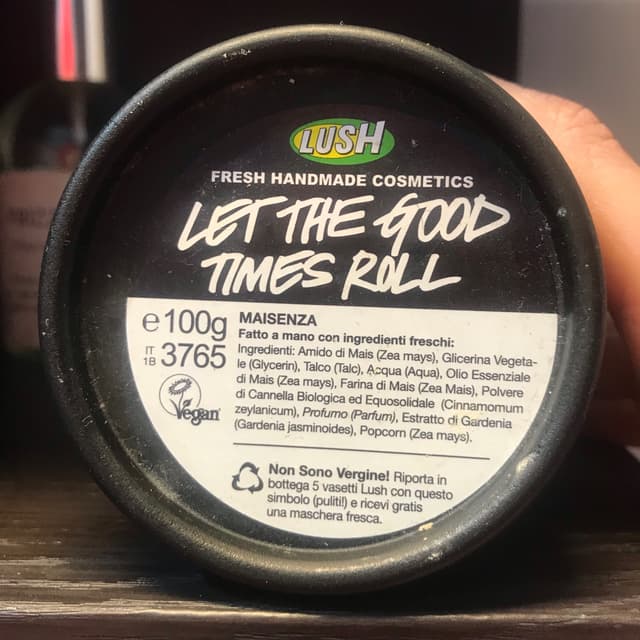 LUSH
FRESH HANDMADE COSMETICS
LET THE GOOD
TIMES ROLL
e 100g
IT
1B 3765
Vegan
MAISENZA
Fatto a mano con ingredienti freschi:
Ingredienti: Amido di Mais (Zea mays), Glicerina Vegeta-
le (Glycerin), Talco (Talc), Acqua (Aqua), Olio Essenziale
di Mais (Zea mays), Farina di Mais (Zea Mais), Polvere
di Cannella Biologica ed Equosolidale (Cinnamomum
zeylanicum), Profumo (Parfum), Estratto di Gardenia
(Gardenia jasminoides), Popcorn (Zea mays).
Non Sono Vergine! Riporta in
bottega 5 vasetti Lush con questo
simbolo (puliti!) e ricevi gratis
una maschera fresca.